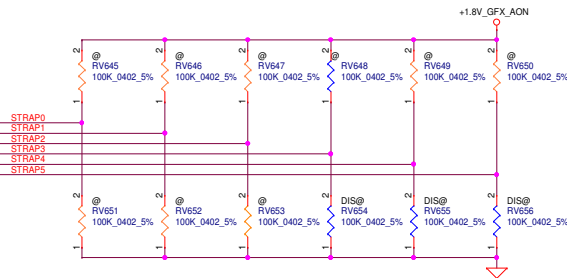 +1.8V_GFX_AON
2 @ 2 @ 2 @ 2 @ 2 @ 2 @
RV645 RV646 RV647 RV648 RV649 RV650
100K_0402_5% 100K_0402_5% 100K_0402_5% 100K_0402_5% 100K_0402_5% 100K_0402_5%
1 1 1 1 1 1
STRAP0
STRAP1
STRAP2
STRAP3
STRAP4
STRAP5
2 @ 2 @ 2 @ 2 DIS@ 2 DIS@ 2 DIS@
RV651 RV652 RV653 RV654 RV655 RV656
100K_0402_5% 100K_0402_5% 100K_0402_5% 100K_0402_5% 100K_0402_5% 100K_0402_5%
1 1 1 1 1 1